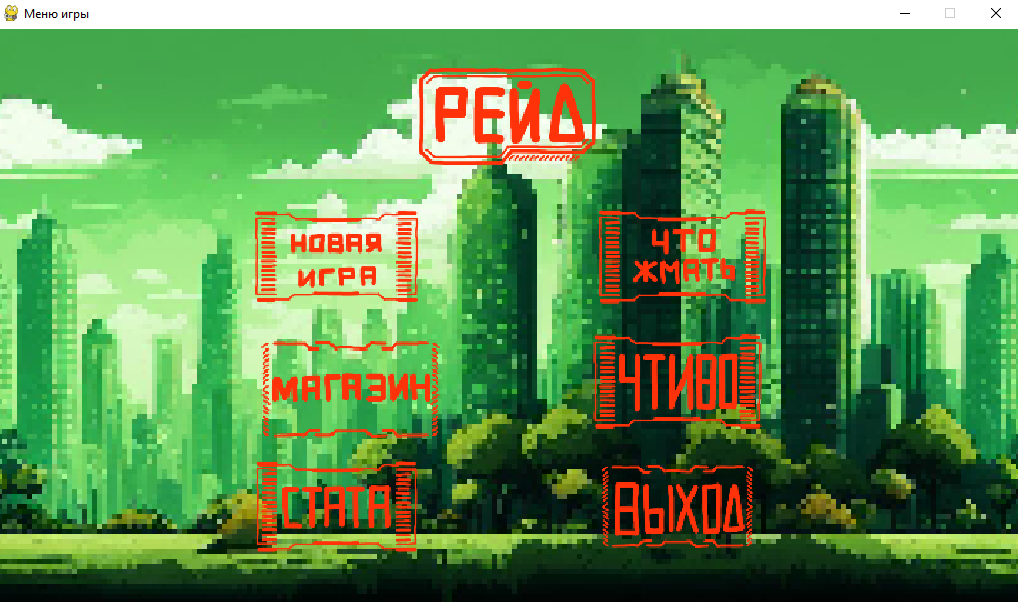 Меню игры
РЕЙД
НОВАЯ
ИГРА
ЧТО
ЖМАТЬ
МАГАЗИН
ЧТИВО
СТАТА
ВЫХОД